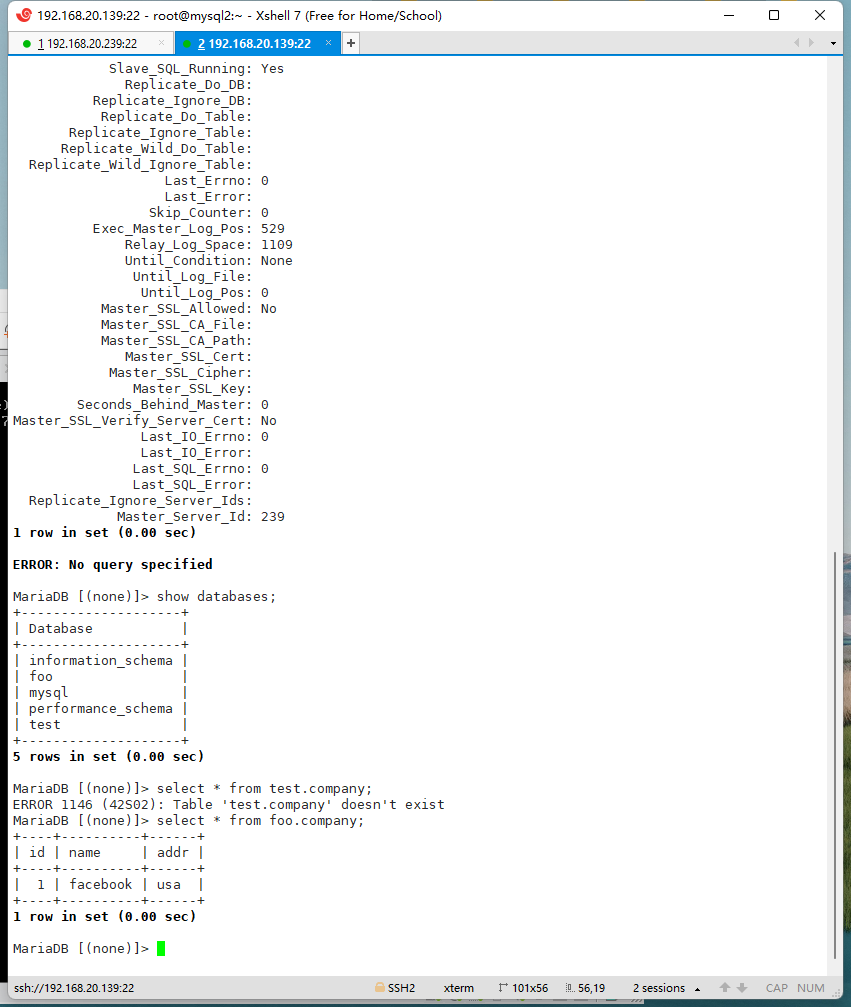 192.168.20.139:22 - root@mysql2:~ - Xshell 7 (Free for Home/School)
1 192.168.20.239:22 × 2 192.168.20.139:22 × +
Slave_SQL_Running: Yes
Replicate_Do_DB:
Replicate_Ignore_DB:
Replicate_Do_Table:
Replicate_Ignore_Table:
Replicate_Wild_Do_Table:
Replicate_Wild_Ignore_Table:
Last_Errno: 0
Last_Error:
Skip_Counter: 0
Exec_Master_Log_Pos: 529
Relay_Log_Space: 1109
Until_Condition: None
Until_Log_File:
Until_Log_Pos: 0
Master_SSL_Allowed: No
Master_SSL_CA_File:
Master_SSL_CA_Path:
Master_SSL_Cert:
Master_SSL_Cipher:
Master_SSL_Key:
Seconds_Behind_Master: 0
Master_SSL_Verify_Server_Cert: No
Last_IO_Errno: 0
Last_IO_Error:
Last_SQL_Errno: 0
Last_SQL_Error:
Replicate_Ignore_Server_Ids:
Master_Server_Id: 239
1 row in set (0.00 sec)
ERROR: No query specified
MariaDB [(none)]> show databases;
+--------------------+
| Database           |
+--------------------+
| information_schema |
| foo                |
| mysql              |
| performance_schema |
| test               |
+--------------------+
5 rows in set (0.00 sec)
MariaDB [(none)]> select * from test.company;
ERROR 1146 (42S02): Table 'test.company' doesn't exist
MariaDB [(none)]> select * from foo.company;
+----+----------+------+
| id | name     | addr |
+----+----------+------+
|  1 | facebook | usa  |
+----+----------+------+
1 row in set (0.00 sec)
MariaDB [(none)]>
ssh://192.168.20.139:22 SSH2 xterm 101x56 56,19 2 sessions CAP NUM